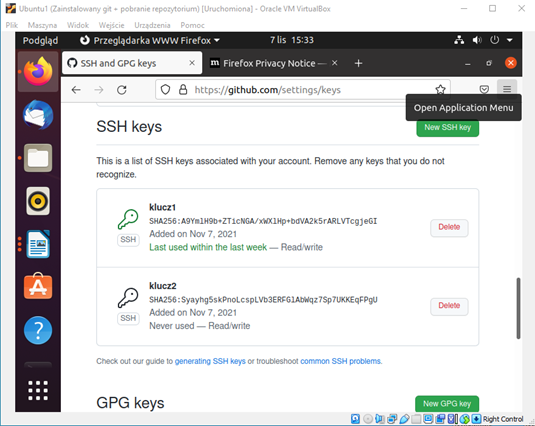 Ubuntu1 (Zainstalowany git + pobranie repozytorium) [Uruchomiona] - Oracle VM VirtualBox
Plik Maszyna Widok Wejście Urządzenia Pomoc
Podgląd Przeglądarka WWW Firefox 7 lis 15:33
SSH and GPG keys Firefox Privacy Notice —
https://github.com/settings/keys
Open Application Menu
SSH keys New SSH key
This is a list of SSH keys associated with your account. Remove any keys that you do not
recognize.
klucz1
SHA256:A9YmlH9b+ZTicNGA/xWXlHp+bdVA2k5rARLVTcgjeGI
SSH Added on Nov 7, 2021 Delete
Last used within the last week — Read/write
klucz2
SHA256:Syayhg5skPnoLcspLVb3ERFGlAbWqz7Sp7UKKEqFPgU
SSH Added on Nov 7, 2021 Delete
Never used — Read/write
Check out our guide to generating SSH keys or troubleshoot common SSH problems.
GPG keys New GPG key
Right Control